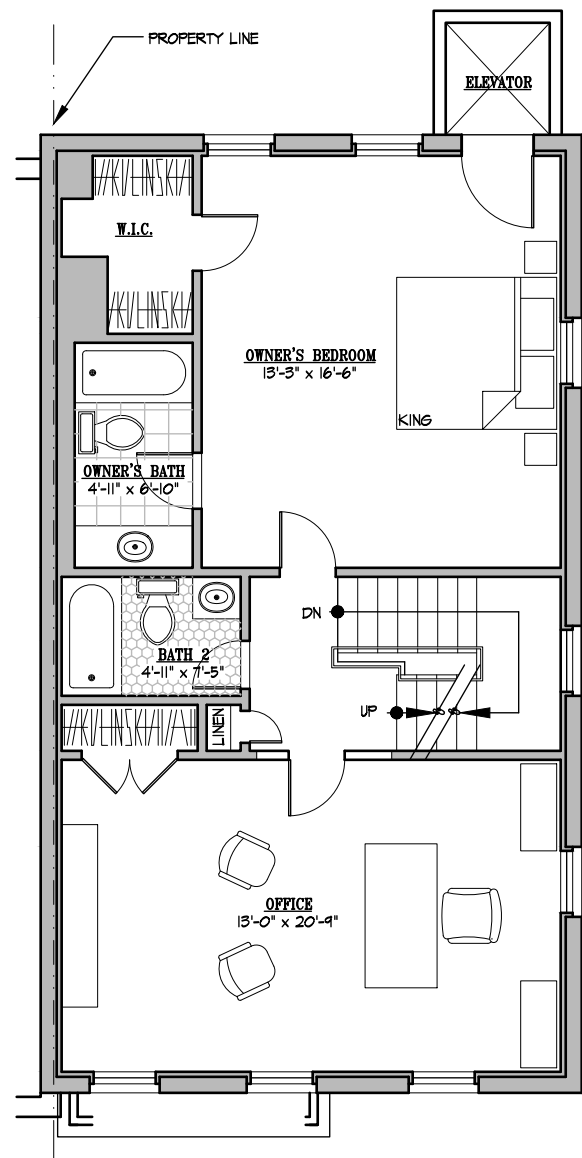 PROPERTY LINE
ELEVATOR
W.I.C.
OWNER'S BEDROOM
13'-3" x 16'-6"
KING
OWNER'S BATH
4'-11" x 6'-10"
DN
BATH 2
4'-11" x 7'-5"
UP
LINEN
OFFICE
13'-0" x 20'-9"